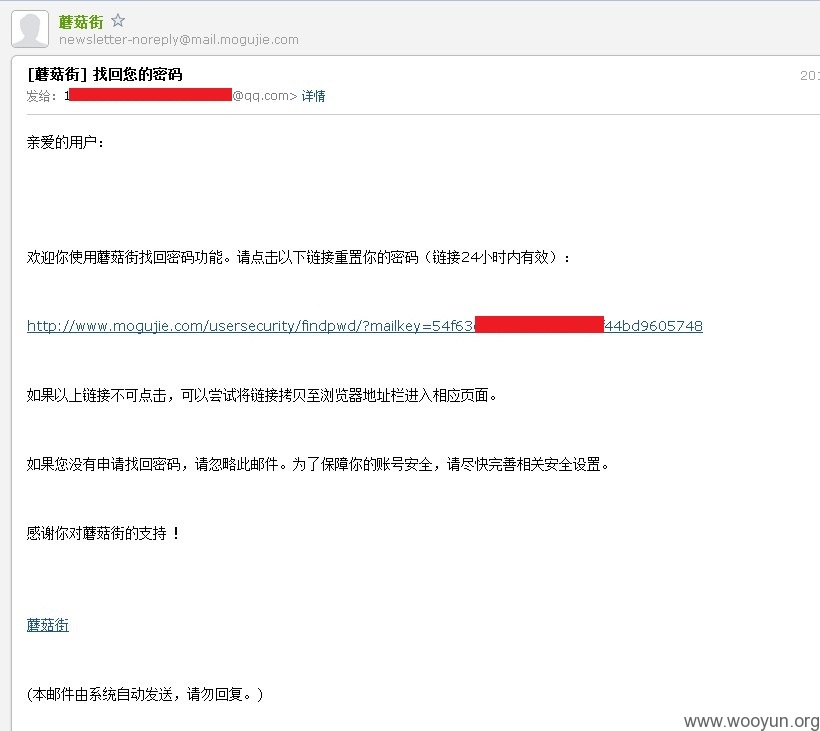 蘑菇街 ☆
newsletter-noreply@mail.mogujie.com
[蘑菇街] 找回您的密码
201
发给：1 @qq.com> 详情
亲爱的用户：
欢迎你使用蘑菇街找回密码功能。请点击以下链接重置你的密码（链接24小时内有效）：
http://www.mogujie.com/usersecurity/findpwd/?mailkey=54f63 44bd9605748
如果以上链接不可点击，可以尝试将链接拷贝至浏览器地址栏进入相应页面。
如果您没有申请找回密码，请忽略此邮件。为了保障你的账号安全，请尽快完善相关安全设置。
感谢你对蘑菇街的支持 !
蘑菇街
(本邮件由系统自动发送，请勿回复。)
www.wooyun.org